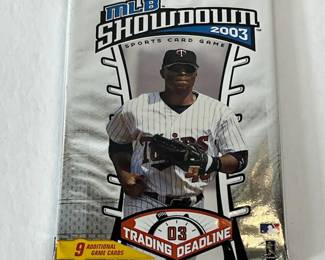 MLB
SHOWDOWN
2003
SPORTS CARD GAME
Twins
03
TRADING DEADLINE
9 ADDITIONAL
GAME CARDS